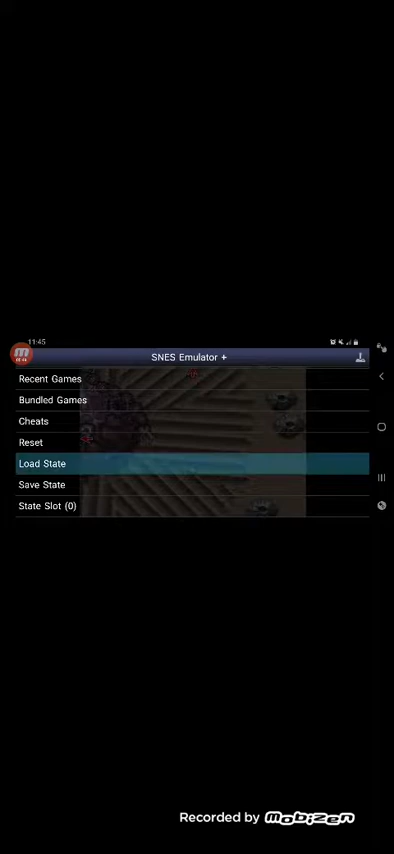 11:45
SNES Emulator +
Recent Games
Bundled Games
Cheats
Reset
Load State
Save State
State Slot (0)
Recorded by mobizen